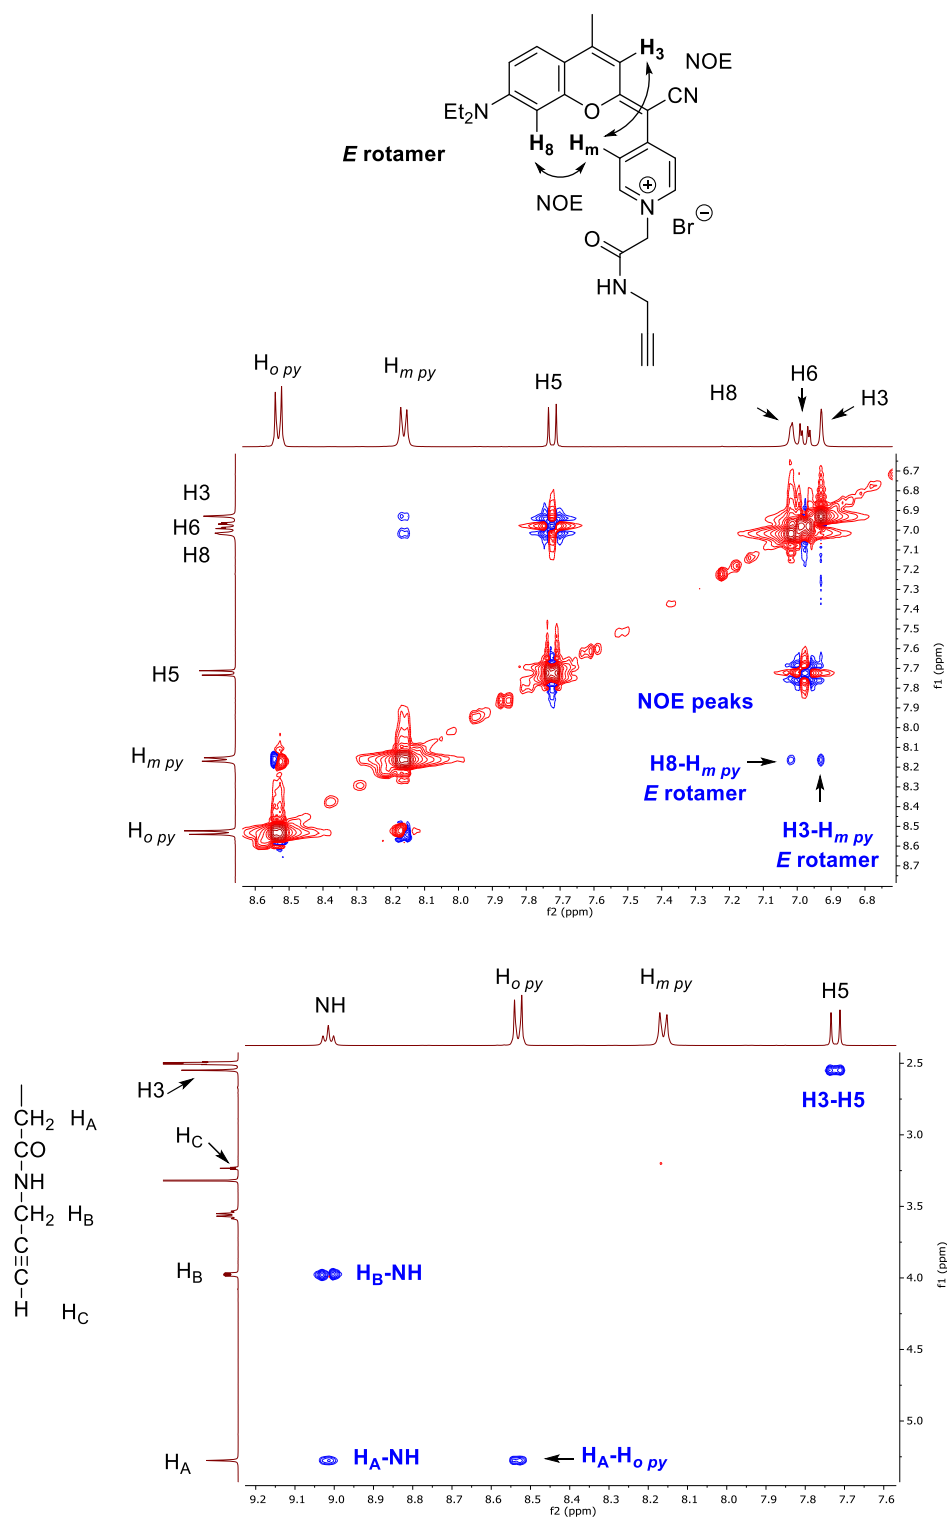 H3
NOE
CN
O
Et2N
H8
Hm
E rotamer
NOE
+
N
Br −
O
HN
Ho py
Hm py
H5
H8
H6
H3
H3
H6
H8
H5
Hm py
Ho py
6.7
6.8
6.9
7.0
7.1
7.2
7.3
7.4
7.5
7.6
7.7
7.8
7.9
8.0
8.1
8.2
8.3
8.4
8.5
8.6
8.7
f1 (ppm)
NOE peaks
H8-Hm py
E rotamer
H3-Hm py
E rotamer
8.6 8.5 8.4 8.3 8.2 8.1 8.0 7.9 7.8 7.7 7.6 7.5 7.4 7.3 7.2 7.1 7.0 6.9 6.8
f2 (ppm)
NH
Ho py
Hm py
H5
H3
HC
HB
HA
CH2 HA
CO
NH
CH2 HB
C
C
H HC
H3-H5
HB-NH
HA-NH
HA-Ho py
2.5
3.0
3.5
4.0
4.5
5.0
f1 (ppm)
9.2 9.1 9.0 8.9 8.8 8.7 8.6 8.5 8.4 8.3 8.2 8.1 8.0 7.9 7.8 7.7 7.6
f2 (ppm)